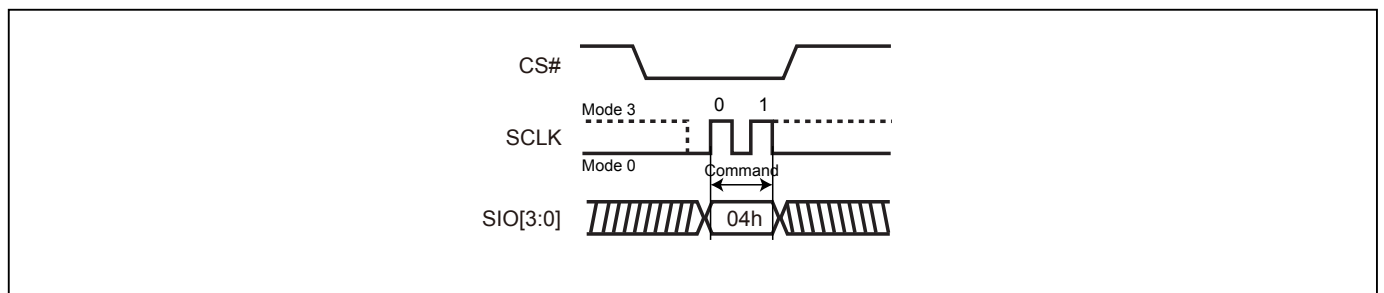 CS#
Mode 3
0 1
SCLK
Mode 0
Command
SIO[3:0]
04h